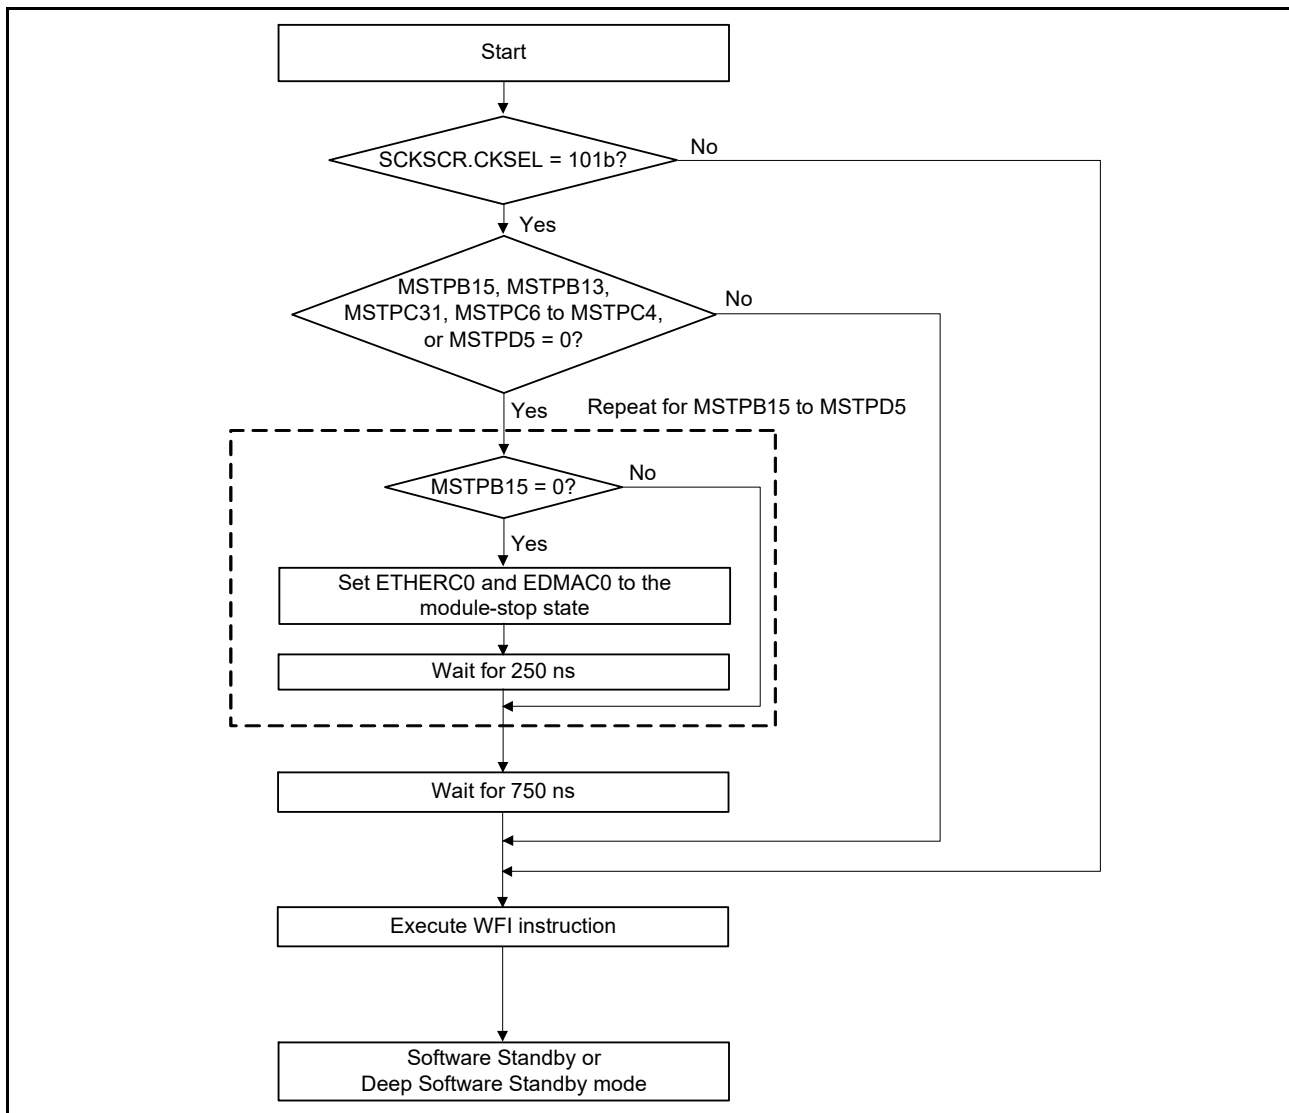 Start
SCKSCR.CKSEL = 101b?
No
Yes
MSTPB15, MSTPB13,
MSTPC31, MSTPC6 to MSTPC4,
or MSTPD5 = 0?
No
Yes
Repeat for MSTPB15 to MSTPD5
MSTPB15 = 0?
No
Yes
Set ETHERC0 and EDMAC0 to the
module-stop state
Wait for 250 ns
Wait for 750 ns
Execute WFI instruction
Software Standby or
Deep Software Standby mode